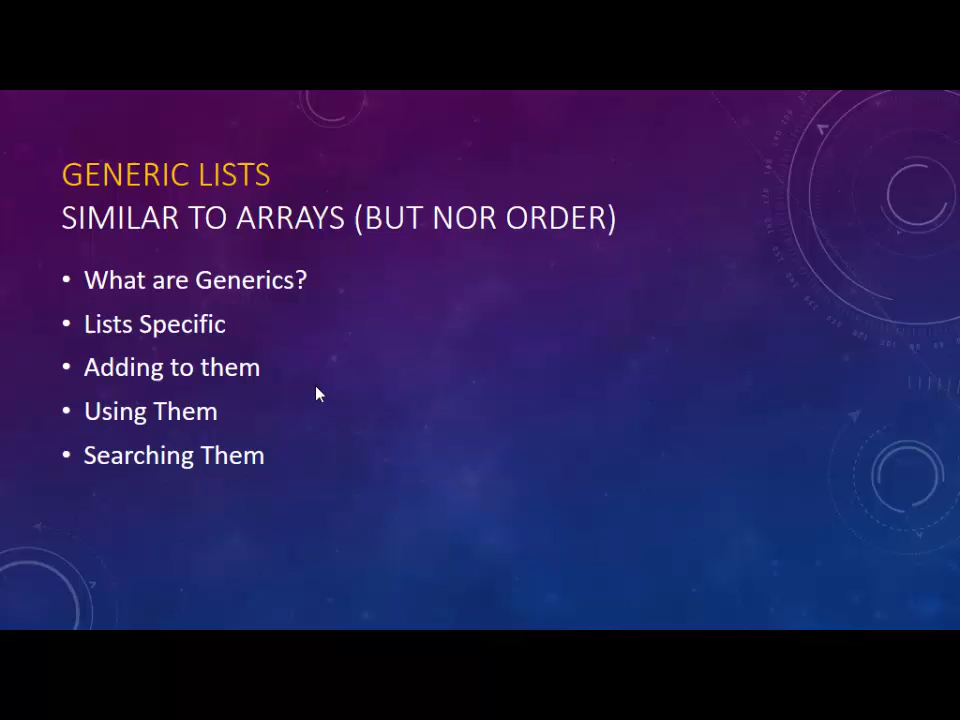 GENERIC LISTS
SIMILAR TO ARRAYS (BUT NOR ORDER)
• What are Generics?
• Lists Specific
• Adding to them
• Using Them
• Searching Them